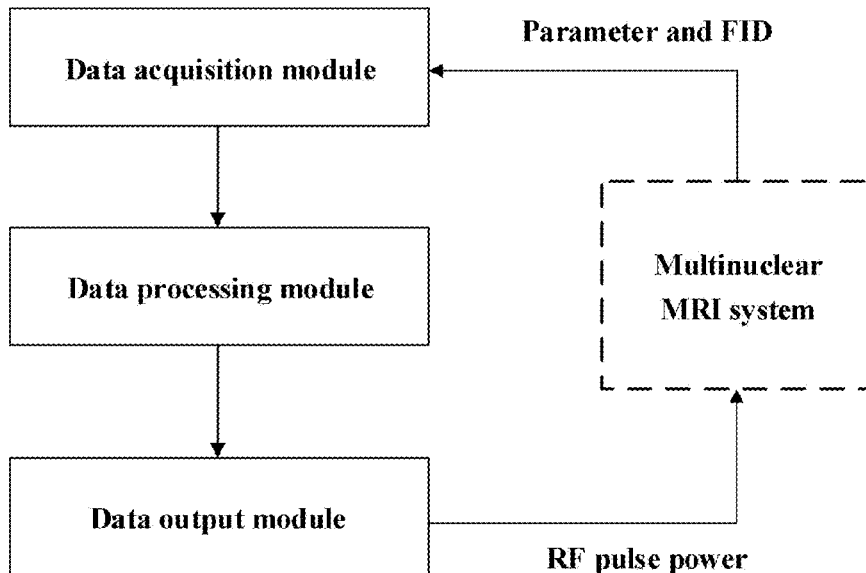 Parameter and FID
Data acquisition module
Data processing module
Multinuclear
MRI system
Data output module
RF pulse power